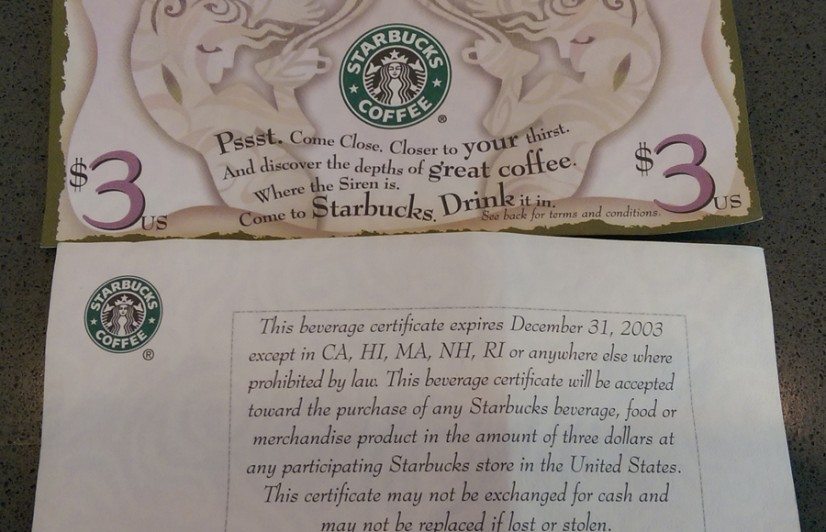 STARBUCKS
COFFEE
®
Pssst. Come Close. Closer to your thirst.
And discover the depths of great coffee.
Where the Siren is.
Come to Starbucks. Drink it in.
See back for terms and conditions.
$3 US
$3 US
STARBUCKS
COFFEE
®
This beverage certificate expires December 31, 2003
except in CA, HI, MA, NH, RI or anywhere else where
prohibited by law. This beverage certificate will be accepted
toward the purchase of any Starbucks beverage, food or
merchandise product in the amount of three dollars at
any participating Starbucks store in the United States.
This certificate may not be exchanged for cash and
may not be replaced if lost or stolen.